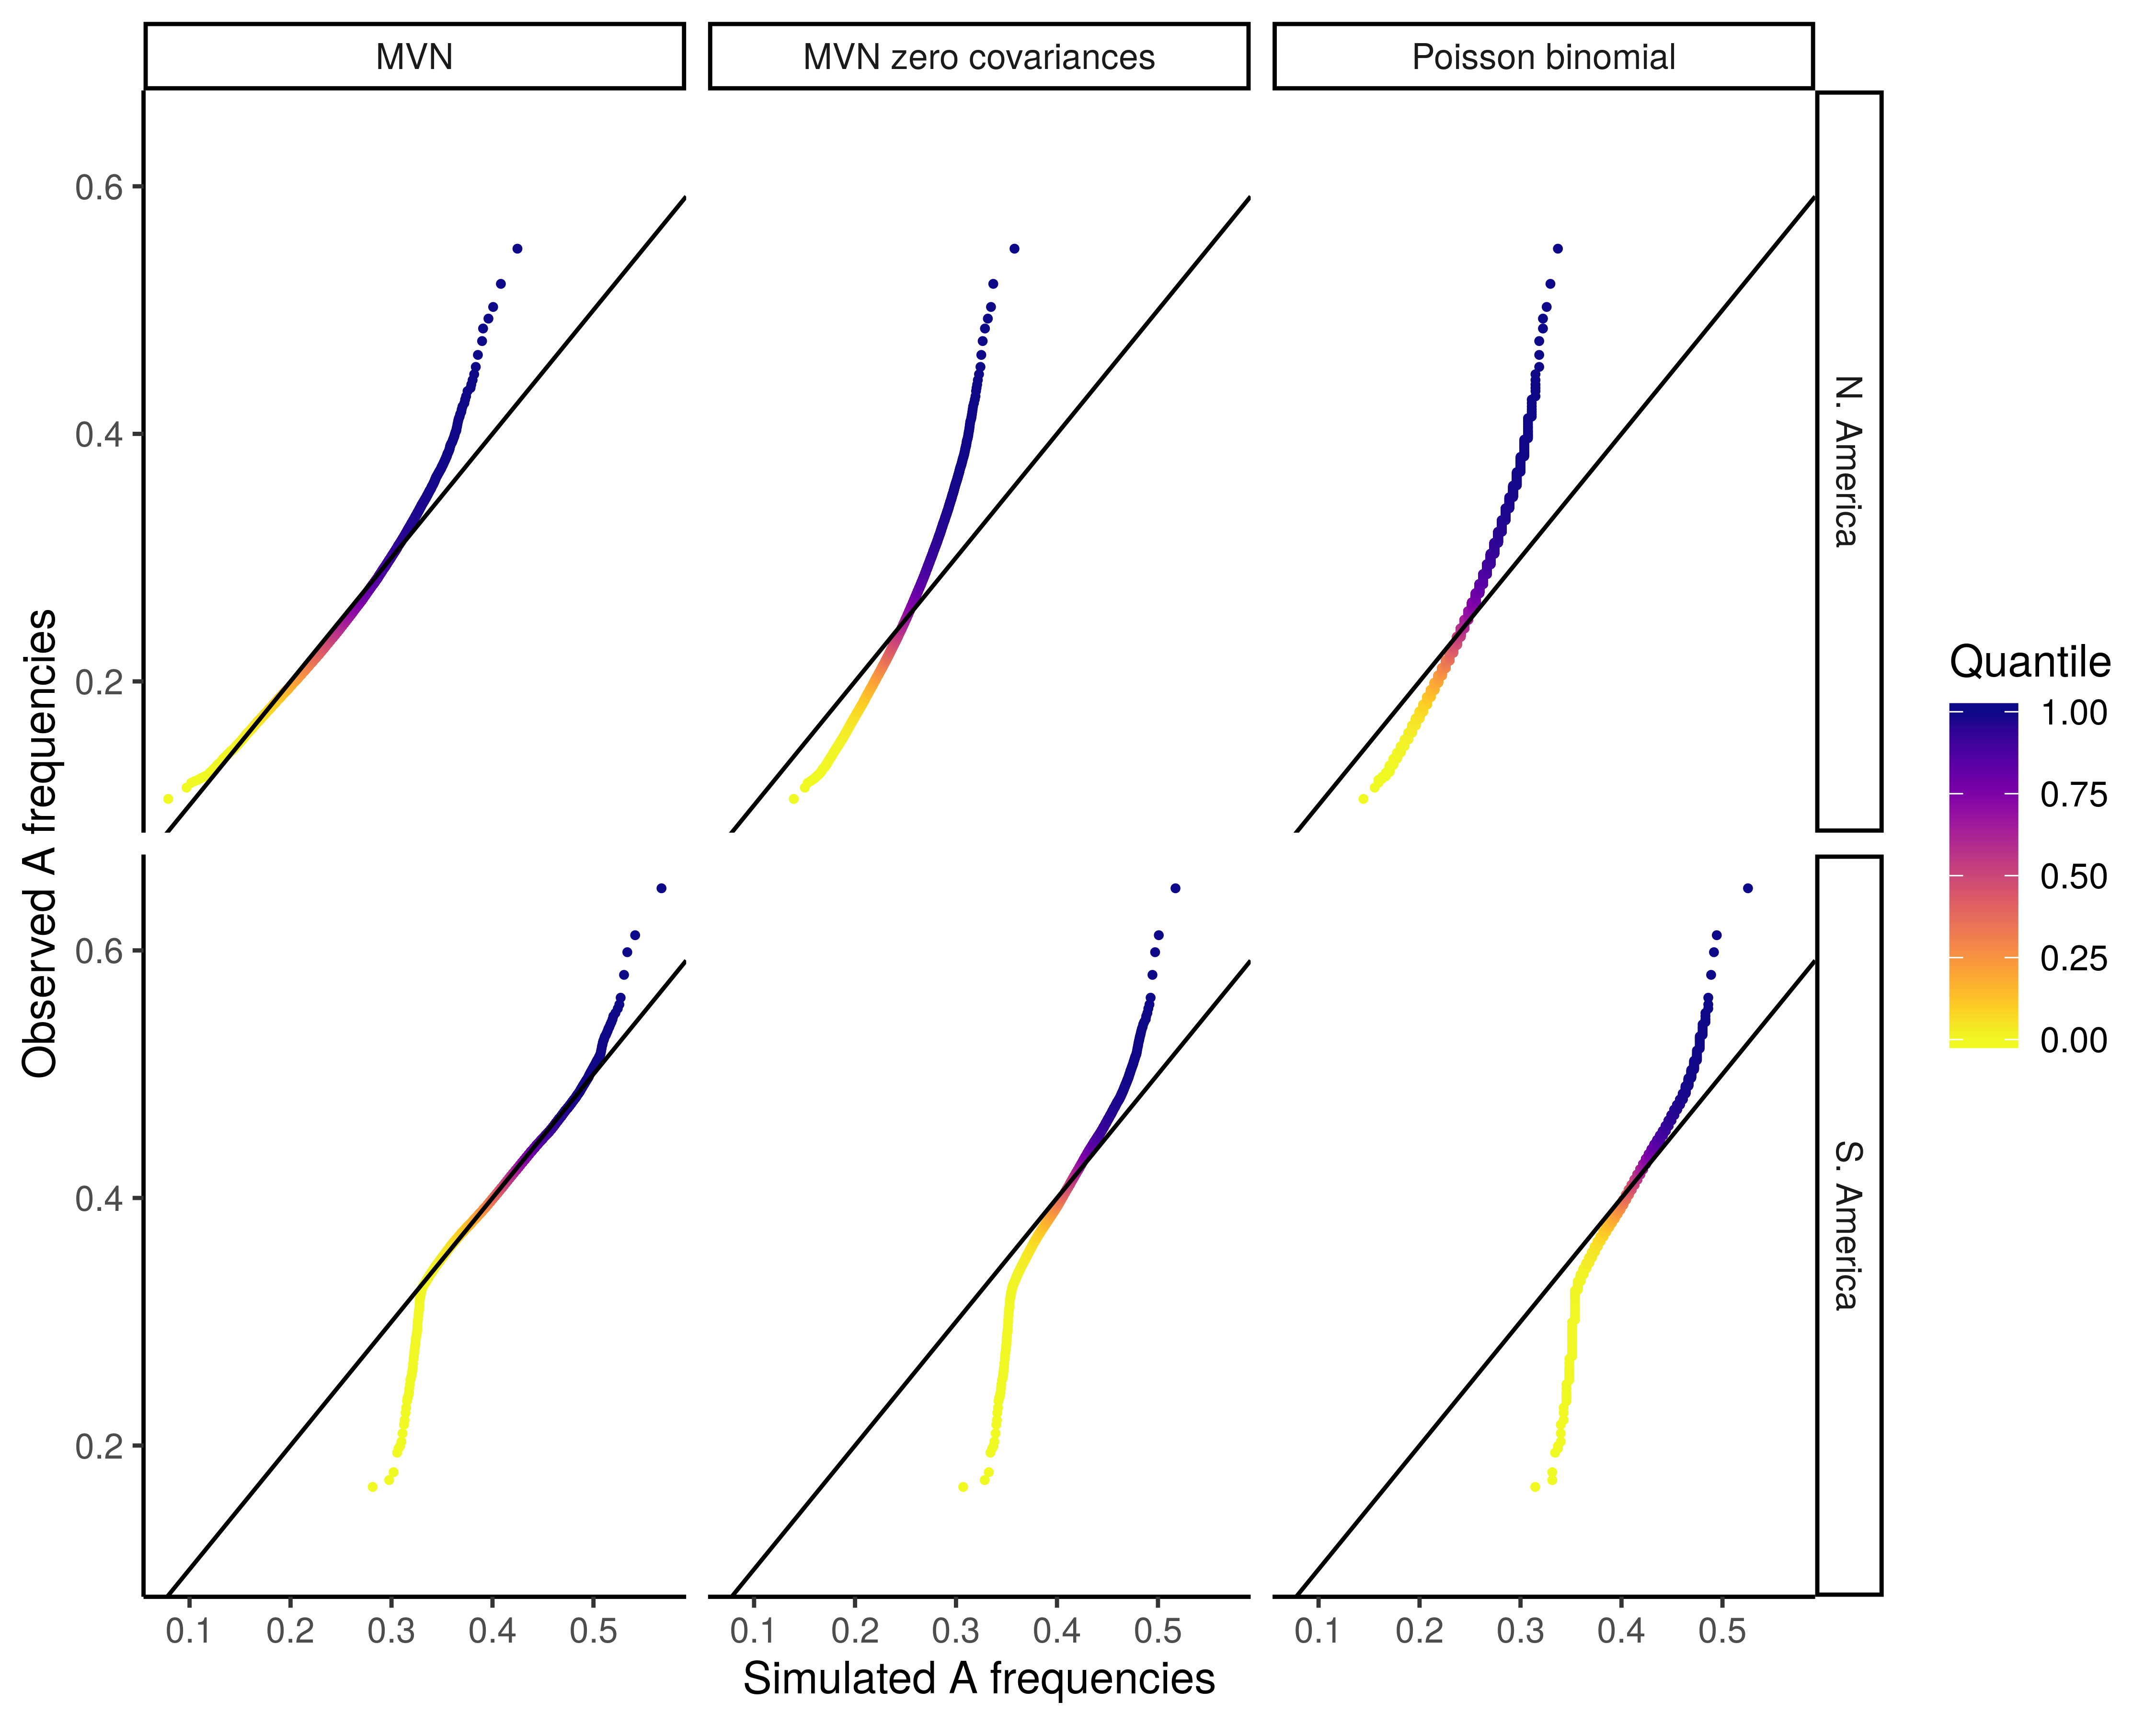 MVN
MVN zero covariances
Poisson binomial
0.6
0.4
0.2
N. America
0.6
0.4
0.2
S. America
0.1 0.2 0.3 0.4 0.5
0.1 0.2 0.3 0.4 0.5
0.1 0.2 0.3 0.4 0.5
Simulated A frequencies
Observed A frequencies
Quantile
1.00
0.75
0.50
0.25
0.00